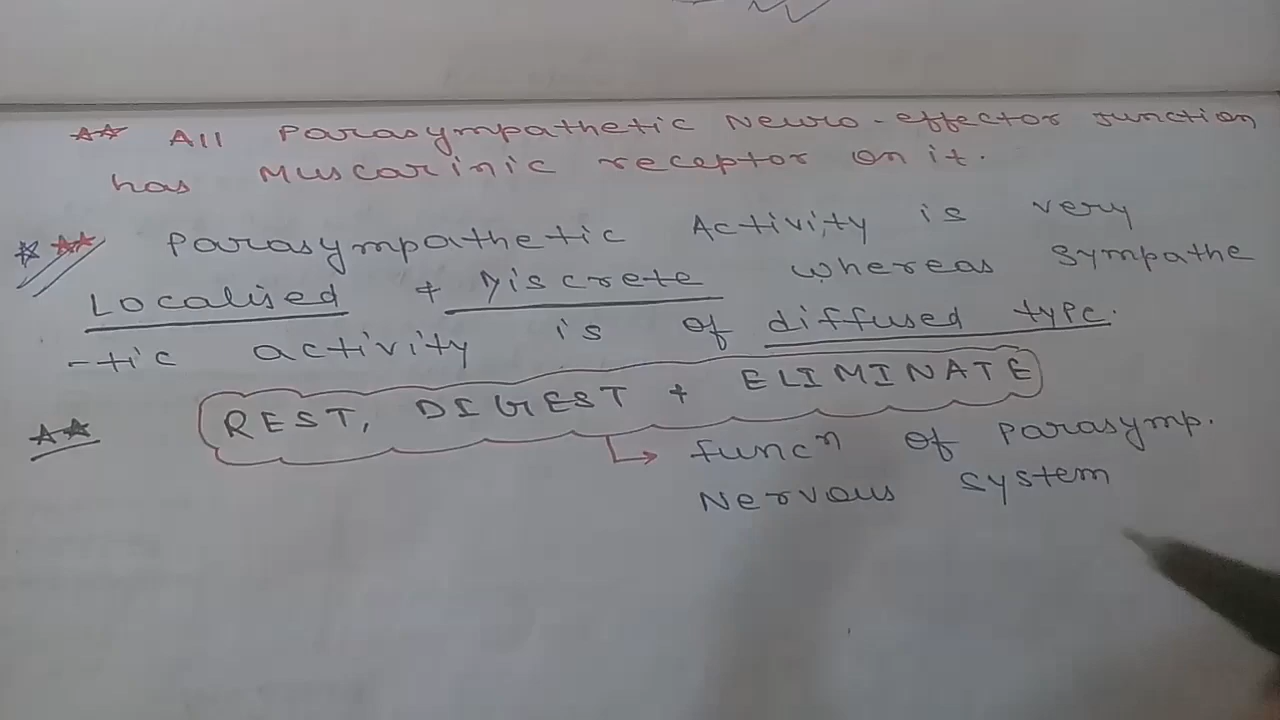 ** All Parasympathetic Neuro-effector Junction
has Muscarinic receptor on it.
*** Parasympathetic Activity is very
Localised + Discrete whereas Sympathe
-tic activity is of diffused type.
** REST, DIGEST + ELIMINATE
→ funcⁿ of Parasymp.
Nervous system